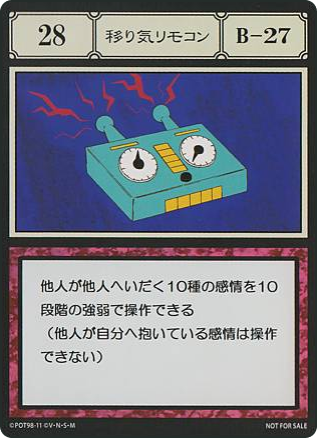 28
移り気リモコン
B-27
他人が他人へいだく10種の感情を10
段階の強弱で操作できる
(他人が自分へ抱いている感情は操作
できない)
©POT98-11 ©V・N・S・M
NOT FOR SALE